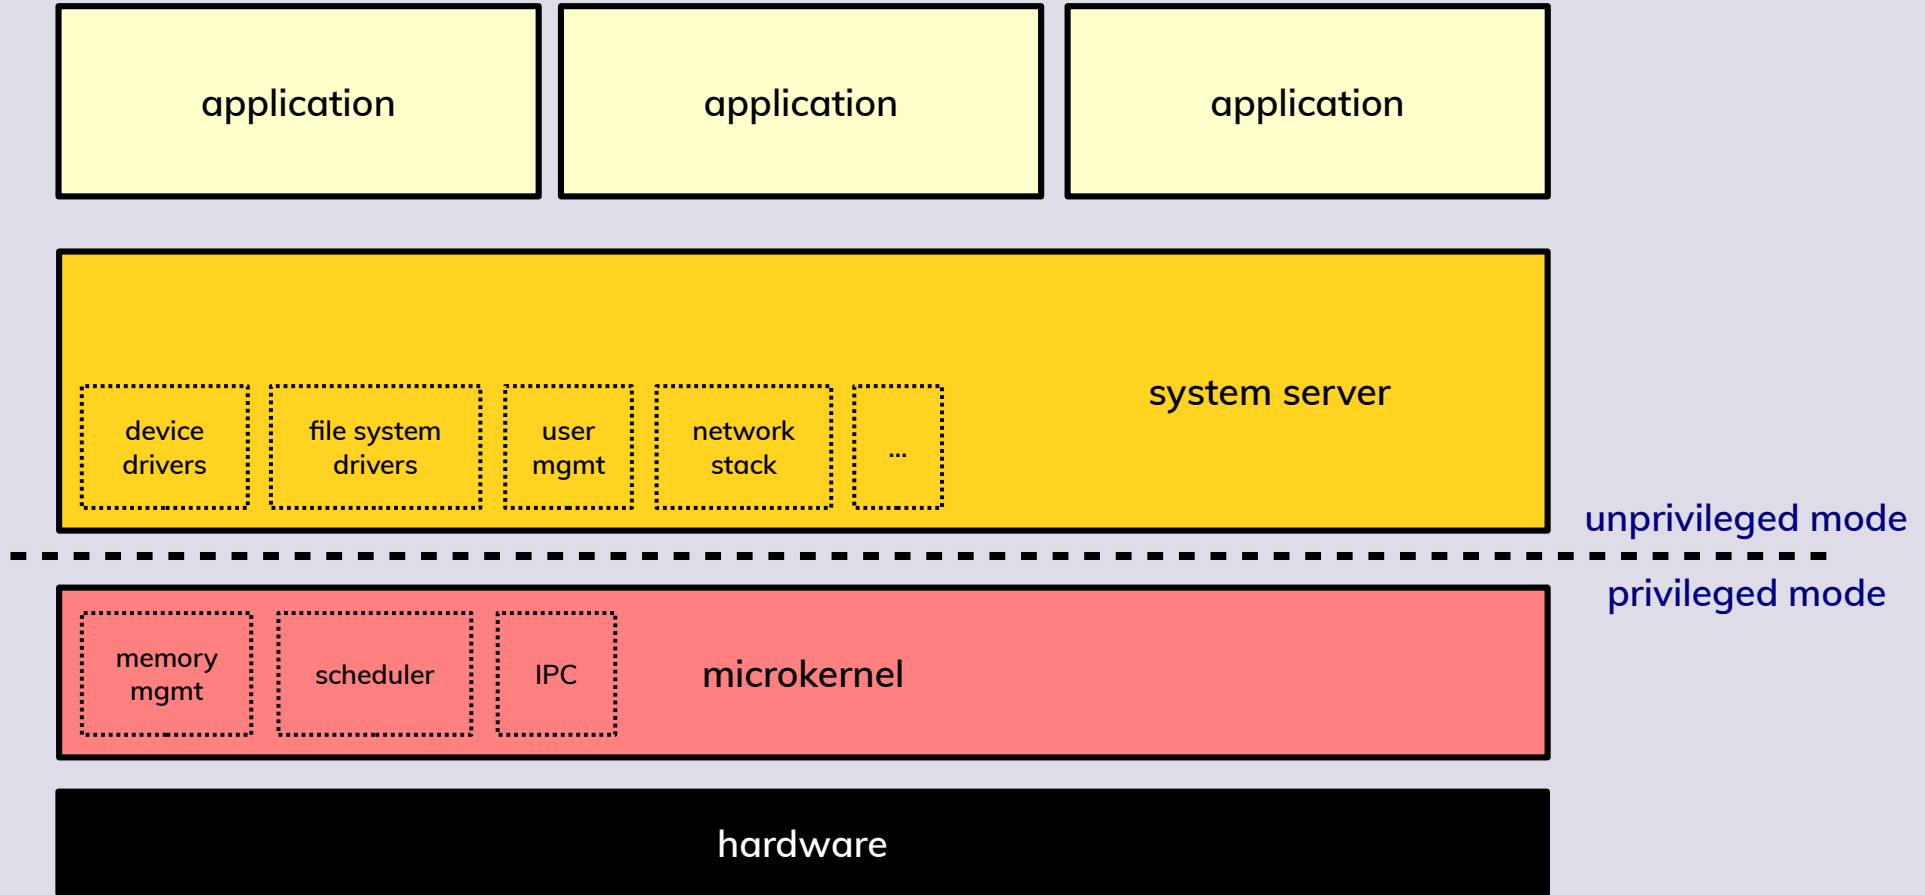 application
application
application
system server
device
drivers
file system
drivers
user
mgmt
network
stack
...
unprivileged mode
privileged mode
memory
mgmt
scheduler
IPC
microkernel
hardware